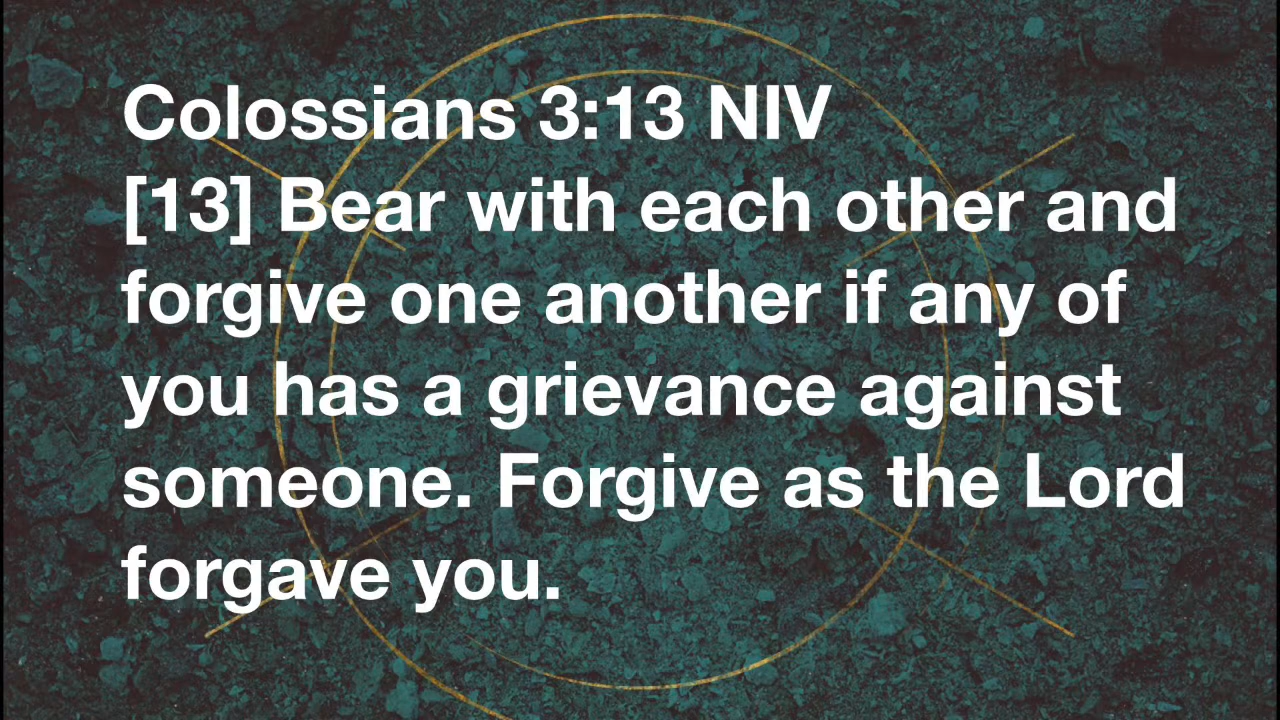 Colossians 3:13 NIV
[13] Bear with each other and
forgive one another if any of
you has a grievance against
someone. Forgive as the Lord
forgave you.